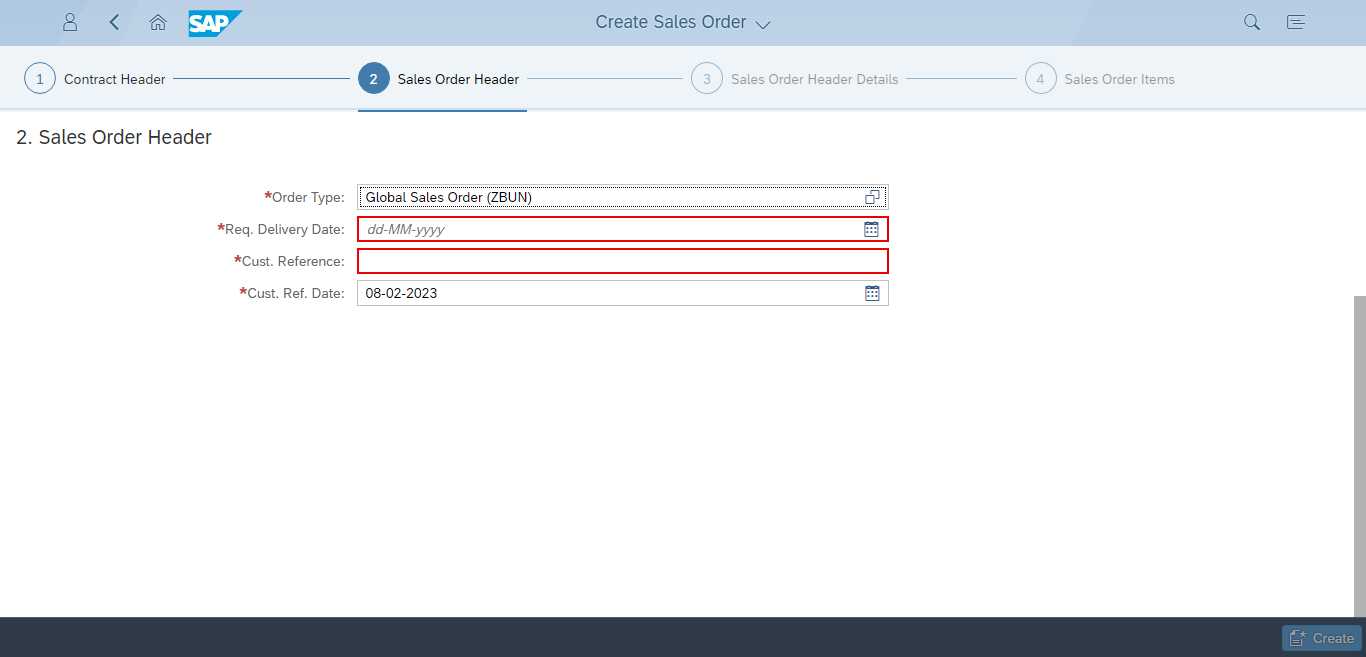 SAP
Create Sales Order
1 Contract Header
2 Sales Order Header
3 Sales Order Header Details
4 Sales Order Items
2. Sales Order Header
*Order Type: Global Sales Order (ZBUN)
*Req. Delivery Date: dd-MM-yyyy
*Cust. Reference:
*Cust. Ref. Date: 08-02-2023
Create